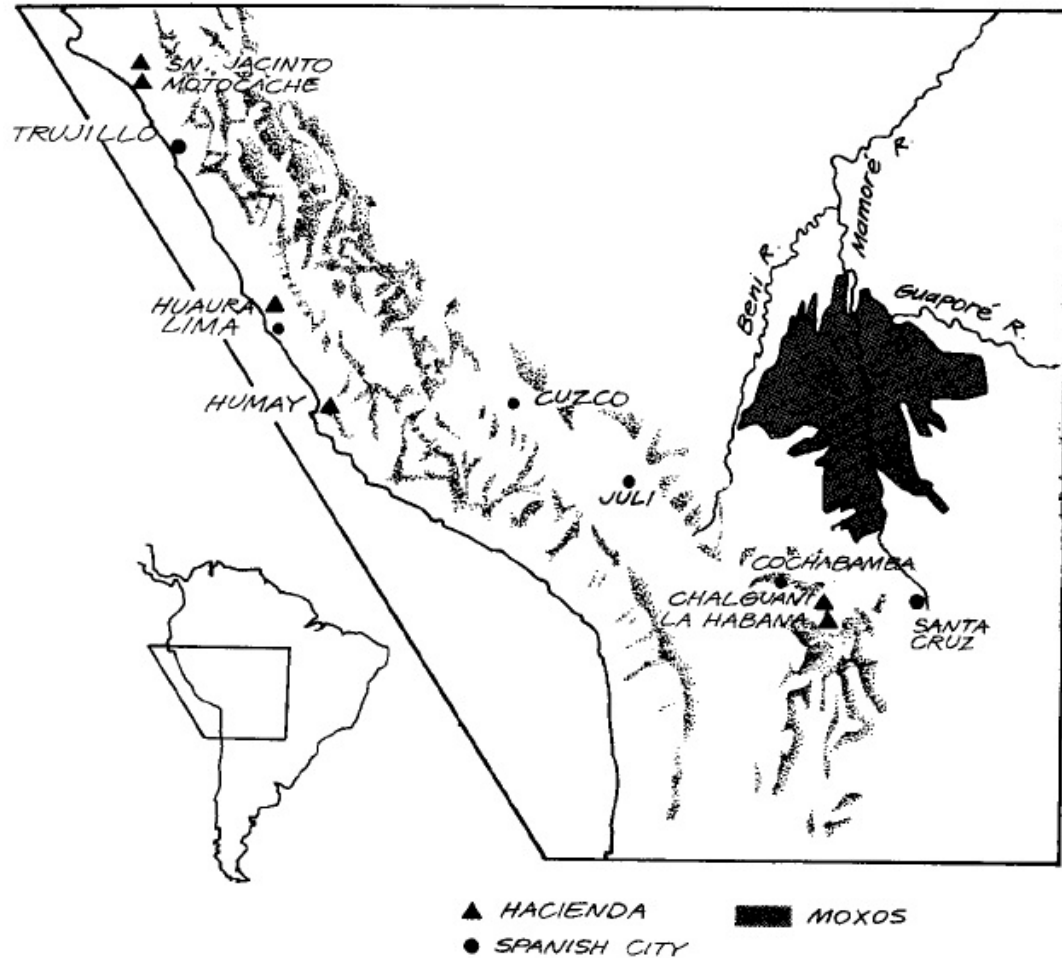 SN. JACINTO
MOTOCACHE
TRUJILLO
Beni R.
Mamoré R.
Guaporé R.
HUAURA
LIMA
HUMAY
CUZCO
JULI
COCHABAMBA
CHALGUANI
LA HABANA
SANTA
CRUZ
HACIENDA
MOXOS
SPANISH CITY